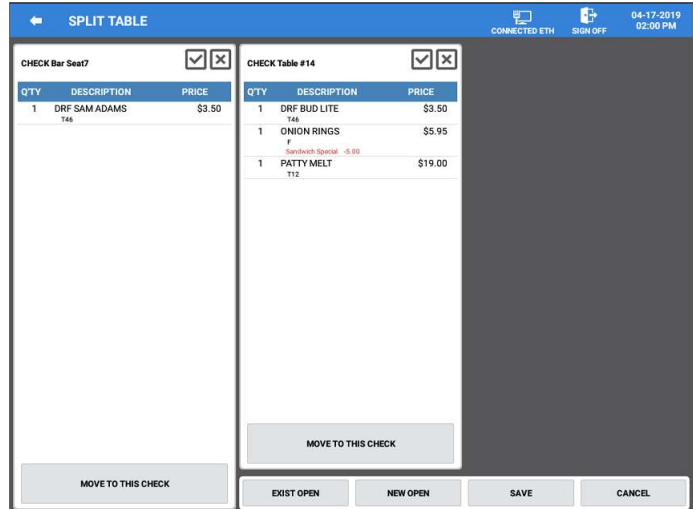 SPLIT TABLE
CONNECTED ETH
SIGN OFF
04-17-2019
02:00 PM
CHECK Bar Seat7
Q'TY DESCRIPTION PRICE
1 DRF SAM ADAMS $3.50
T46
MOVE TO THIS CHECK
CHECK Table #14
Q'TY DESCRIPTION PRICE
1 DRF BUD LITE $3.50
T46
1 ONION RINGS $5.95
F
Sandwich Special -5.00
1 PATTY MELT $19.00
T12
MOVE TO THIS CHECK
EXIST OPEN NEW OPEN SAVE CANCEL